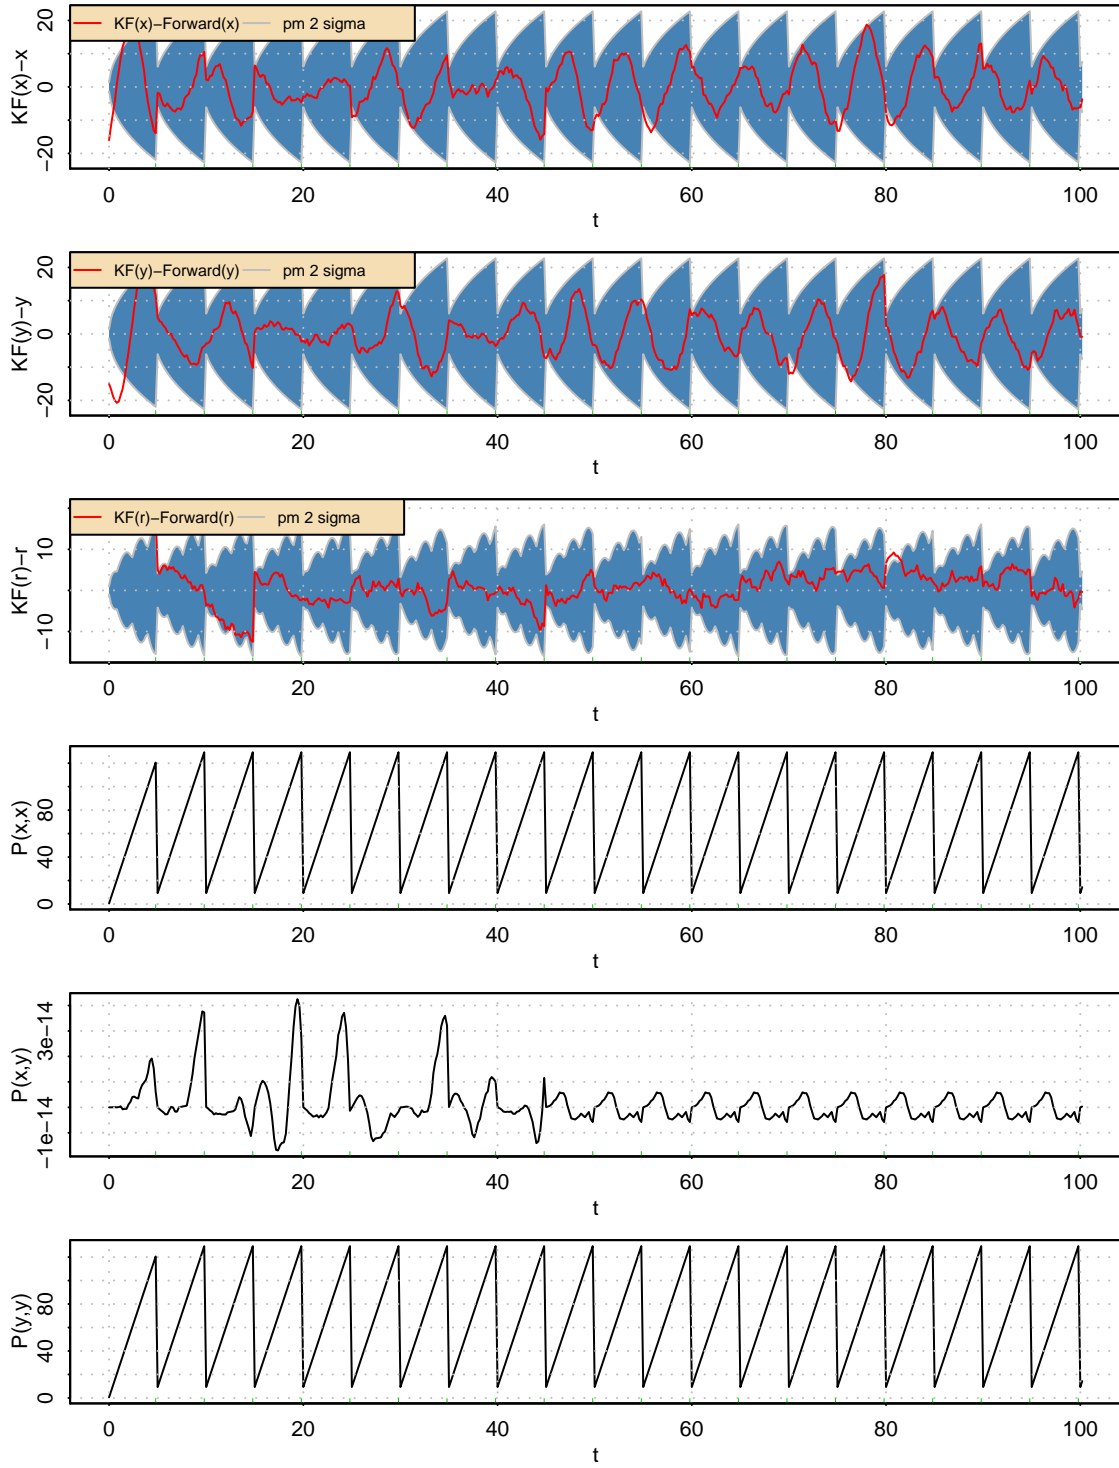 KF(x)−Forward(x) pm 2 sigma
KF(x)−x
20
0
−20
0 20 40 60 80 100
t
KF(y)−Forward(y) pm 2 sigma
KF(y)−y
20
0
−20
0 20 40 60 80 100
t
KF(r)−Forward(r) pm 2 sigma
KF(r)−r
10
−10
0 20 40 60 80 100
t
P(x,x)
80
40
0
0 20 40 60 80 100
t
P(x,y)
3e−14
−1e−14
0 20 40 60 80 100
t
P(y,y)
80
40
0
0 20 40 60 80 100
t